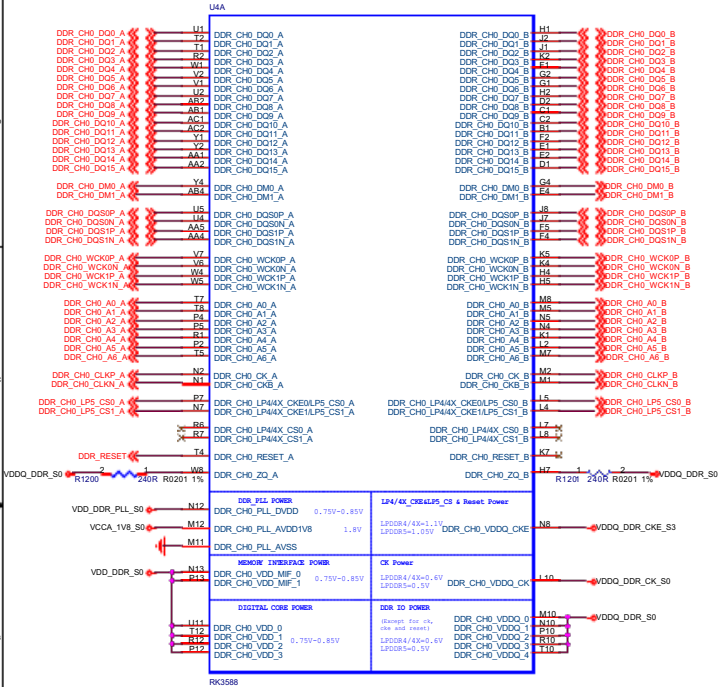 U4A
DDR_CH0_DQ0_A U1 DDR_CH0_DQ0_A DDR_CH0_DQ0_B H1 DDR_CH0_DQ0_B
DDR_CH0_DQ1_A T2 DDR_CH0_DQ1_A DDR_CH0_DQ1_B J2 DDR_CH0_DQ1_B
DDR_CH0_DQ2_A T1 DDR_CH0_DQ2_A DDR_CH0_DQ2_B J1 DDR_CH0_DQ2_B
DDR_CH0_DQ3_A R2 DDR_CH0_DQ3_A DDR_CH0_DQ3_B K2 DDR_CH0_DQ3_B
DDR_CH0_DQ4_A W1 DDR_CH0_DQ4_A DDR_CH0_DQ4_B F1 DDR_CH0_DQ4_B
DDR_CH0_DQ5_A V2 DDR_CH0_DQ5_A DDR_CH0_DQ5_B G2 DDR_CH0_DQ5_B
DDR_CH0_DQ6_A V1 DDR_CH0_DQ6_A DDR_CH0_DQ6_B G1 DDR_CH0_DQ6_B
DDR_CH0_DQ7_A U2 DDR_CH0_DQ7_A DDR_CH0_DQ7_B H2 DDR_CH0_DQ7_B
DDR_CH0_DQ8_A AB2 DDR_CH0_DQ8_A DDR_CH0_DQ8_B D2 DDR_CH0_DQ8_B
DDR_CH0_DQ9_A AB1 DDR_CH0_DQ9_A DDR_CH0_DQ9_B C1 DDR_CH0_DQ9_B
DDR_CH0_DQ10_A AC1 DDR_CH0_DQ10_A DDR_CH0_DQ10_B C2 DDR_CH0_DQ10_B
DDR_CH0_DQ11_A AC2 DDR_CH0_DQ11_A DDR_CH0_DQ11_B B1 DDR_CH0_DQ11_B
DDR_CH0_DQ12_A Y1 DDR_CH0_DQ12_A DDR_CH0_DQ12_B F2 DDR_CH0_DQ12_B
DDR_CH0_DQ13_A Y2 DDR_CH0_DQ13_A DDR_CH0_DQ13_B E1 DDR_CH0_DQ13_B
DDR_CH0_DQ14_A AA1 DDR_CH0_DQ14_A DDR_CH0_DQ14_B E2 DDR_CH0_DQ14_B
DDR_CH0_DQ15_A AA2 DDR_CH0_DQ15_A DDR_CH0_DQ15_B D1 DDR_CH0_DQ15_B
DDR_CH0_DM0_A Y4 DDR_CH0_DM0_A DDR_CH0_DM0_B G4 DDR_CH0_DM0_B
DDR_CH0_DM1_A AB4 DDR_CH0_DM1_A DDR_CH0_DM1_B E4 DDR_CH0_DM1_B
DDR_CH0_DQS0P_A U5 DDR_CH0_DQS0P_A DDR_CH0_DQS0P_B J8 DDR_CH0_DQS0P_B
DDR_CH0_DQS0N_A U4 DDR_CH0_DQS0N_A DDR_CH0_DQS0N_B J7 DDR_CH0_DQS0N_B
DDR_CH0_DQS1P_A AA5 DDR_CH0_DQS1P_A DDR_CH0_DQS1P_B F5 DDR_CH0_DQS1P_B
DDR_CH0_DQS1N_A AA4 DDR_CH0_DQS1N_A DDR_CH0_DQS1N_B F4 DDR_CH0_DQS1N_B
DDR_CH0_WCK0P_A V7 DDR_CH0_WCK0P_A DDR_CH0_WCK0P_B K5 DDR_CH0_WCK0P_B
DDR_CH0_WCK0N_A V6 DDR_CH0_WCK0N_A DDR_CH0_WCK0N_B K4 DDR_CH0_WCK0N_B
DDR_CH0_WCK1P_A W4 DDR_CH0_WCK1P_A DDR_CH0_WCK1P_B H4 DDR_CH0_WCK1P_B
DDR_CH0_WCK1N_A W5 DDR_CH0_WCK1N_A DDR_CH0_WCK1N_B H5 DDR_CH0_WCK1N_B
DDR_CH0_A0_A T7 DDR_CH0_A0_A DDR_CH0_A0_B M8 DDR_CH0_A0_B
DDR_CH0_A1_A T8 DDR_CH0_A1_A DDR_CH0_A1_B M5 DDR_CH0_A1_B
DDR_CH0_A2_A P4 DDR_CH0_A2_A DDR_CH0_A2_B N5 DDR_CH0_A2_B
DDR_CH0_A3_A P5 DDR_CH0_A3_A DDR_CH0_A3_B N4 DDR_CH0_A3_B
DDR_CH0_A4_A R1 DDR_CH0_A4_A DDR_CH0_A4_B K1 DDR_CH0_A4_B
DDR_CH0_A5_A P2 DDR_CH0_A5_A DDR_CH0_A5_B L2 DDR_CH0_A5_B
DDR_CH0_A6_A T5 DDR_CH0_A6_A DDR_CH0_A6_B M7 DDR_CH0_A6_B
DDR_CH0_CLKP_A N2 DDR_CH0_CK_A DDR_CH0_CK_B M2 DDR_CH0_CLKP_B
DDR_CH0_CLKN_A N1 DDR_CH0_CKB_A DDR_CH0_CKB_B M1 DDR_CH0_CLKN_B
DDR_CH0_LP5_CS0_A P7 DDR_CH0_LP4/4X_CKE0/LP5_CS0_A DDR_CH0_LP4/4X_CKE0/LP5_CS0_B L5 DDR_CH0_LP5_CS0_B
DDR_CH0_LP5_CS1_A N7 DDR_CH0_LP4/4X_CKE1/LP5_CS1_A DDR_CH0_LP4/4X_CKE1/LP5_CS1_B L4 DDR_CH0_LP5_CS1_B
R6 DDR_CH0_LP4/4X_CS0_A DDR_CH0_LP4/4X_CS0_B L7
R7 DDR_CH0_LP4/4X_CS1_A DDR_CH0_LP4/4X_CS1_B L8
DDR_RESET T4 DDR_CH0_RESET_A DDR_CH0_RESET_B K7
VDDQ_DDR_S0 2 1 W8 DDR_CH0_ZQ_A DDR_CH0_ZQ_B H7 1 2 VDDQ_DDR_S0
R1200 240R R0201 1% R1201 240R R0201 1%
DDR_PLL POWER
VDD_DDR_PLL_S0 N12 DDR_CH0_PLL_DVDD 0.75V-0.85V
VCCA_1V8_S0 M12 DDR_CH0_PLL_AVDD1V8 1.8V
M11 DDR_CH0_PLL_AVSS
LP4/4X_CKE&LP5_CS & Reset Power
LPDDR4/4X=1.1V
LPDDR5=1.05V
DDR_CH0_VDDQ_CKE N8 VDDQ_DDR_CKE_S3
MEMORY INTERFACE POWER
VDD_DDR_S0 N13 DDR_CH0_VDD_MIF_0
P13 DDR_CH0_VDD_MIF_1 0.75V-0.85V
CK Power
LPDDR4/4X=0.6V
LPDDR5=0.5V
DDR_CH0_VDDQ_CK L10 VDDQ_DDR_CK_S0
DIGITAL CORE POWER
U11 DDR_CH0_VDD_0
T12 DDR_CH0_VDD_1
R12 DDR_CH0_VDD_2
P12 DDR_CH0_VDD_3
0.75V-0.85V
DDR IO POWER
(Except for ck,
cke and reset)
LPDDR4/4X=0.6V
LPDDR5=0.5V
DDR_CH0_VDDQ_0 M10 VDDQ_DDR_S0
DDR_CH0_VDDQ_1 N10
DDR_CH0_VDDQ_2 P10
DDR_CH0_VDDQ_3 R10
DDR_CH0_VDDQ_4 T10
RK3588